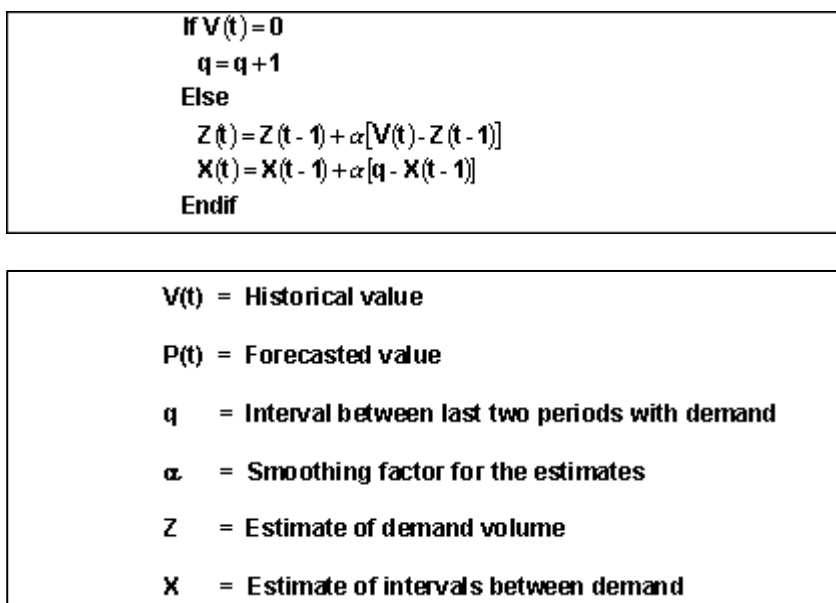 If V(t)=0
q=q+1
Else
Z(t)=Z(t-1)+α[V(t)-Z(t-1)]
X(t)=X(t-1)+α[q-X(t-1)]
Endif
V(t) = Historical value
P(t) = Forecasted value
q = Interval between last two periods with demand
α = Smoothing factor for the estimates
Z = Estimate of demand volume
X = Estimate of intervals between demand